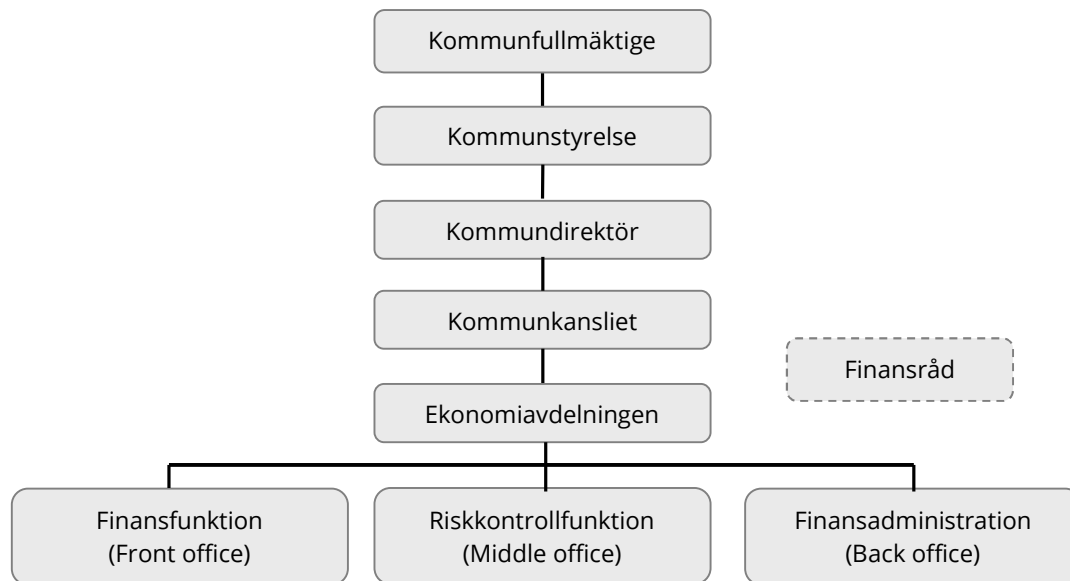 Kommunfullmäktige
Kommunstyrelse
Kommundirektör
Kommunkansliet
Finansråd
Ekonomiavdelningen
Finansfunktion
(Front office)
Riskkontrollfunktion
(Middle office)
Finansadministration
(Back office)